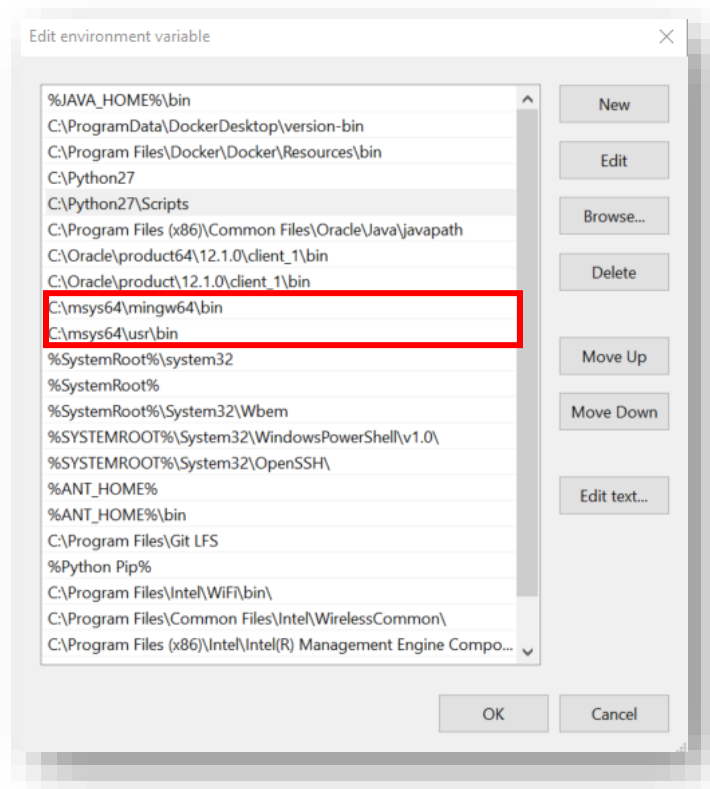 Edit environment variable
%JAVA_HOME%\bin
C:\ProgramData\DockerDesktop\version-bin
C:\Program Files\Docker\Docker\Resources\bin
C:\Python27
C:\Python27\Scripts
C:\Program Files (x86)\Common Files\Oracle\Java\javapath
C:\Oracle\product64\12.1.0\client_1\bin
C:\Oracle\product\12.1.0\client_1\bin
C:\msys64\mingw64\bin
C:\msys64\usr\bin
%SystemRoot%\system32
%SystemRoot%
%SystemRoot%\System32\Wbem
%SYSTEMROOT%\System32\WindowsPowerShell\v1.0\
%SYSTEMROOT%\System32\OpenSSH\
%ANT_HOME%
%ANT_HOME%\bin
C:\Program Files\Git LFS
%Python Pip%
C:\Program Files\Intel\WiFi\bin\
C:\Program Files\Common Files\Intel\WirelessCommon\
C:\Program Files (x86)\Intel\Intel(R) Management Engine Compo...
New
Edit
Browse...
Delete
Move Up
Move Down
Edit text...
OK
Cancel